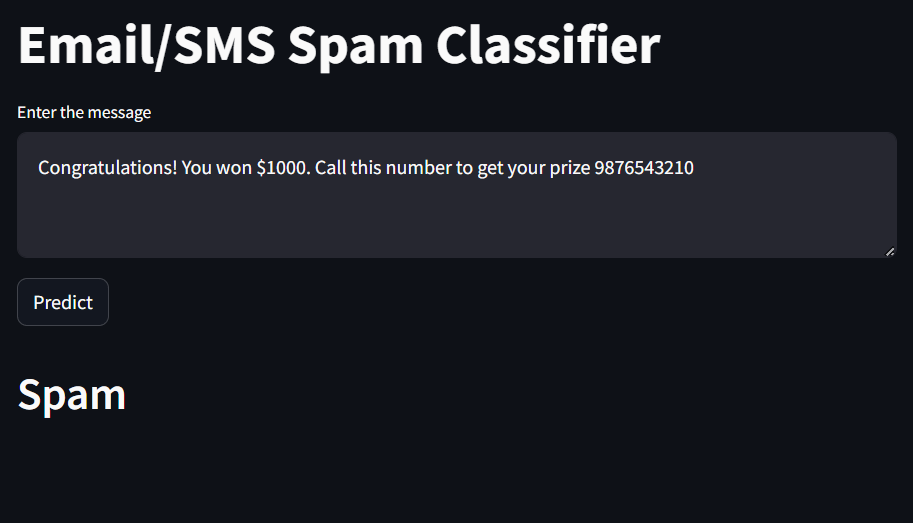 Email/SMS Spam Classifier
Enter the message
Congratulations! You won $1000. Call this number to get your prize 9876543210
Predict
Spam